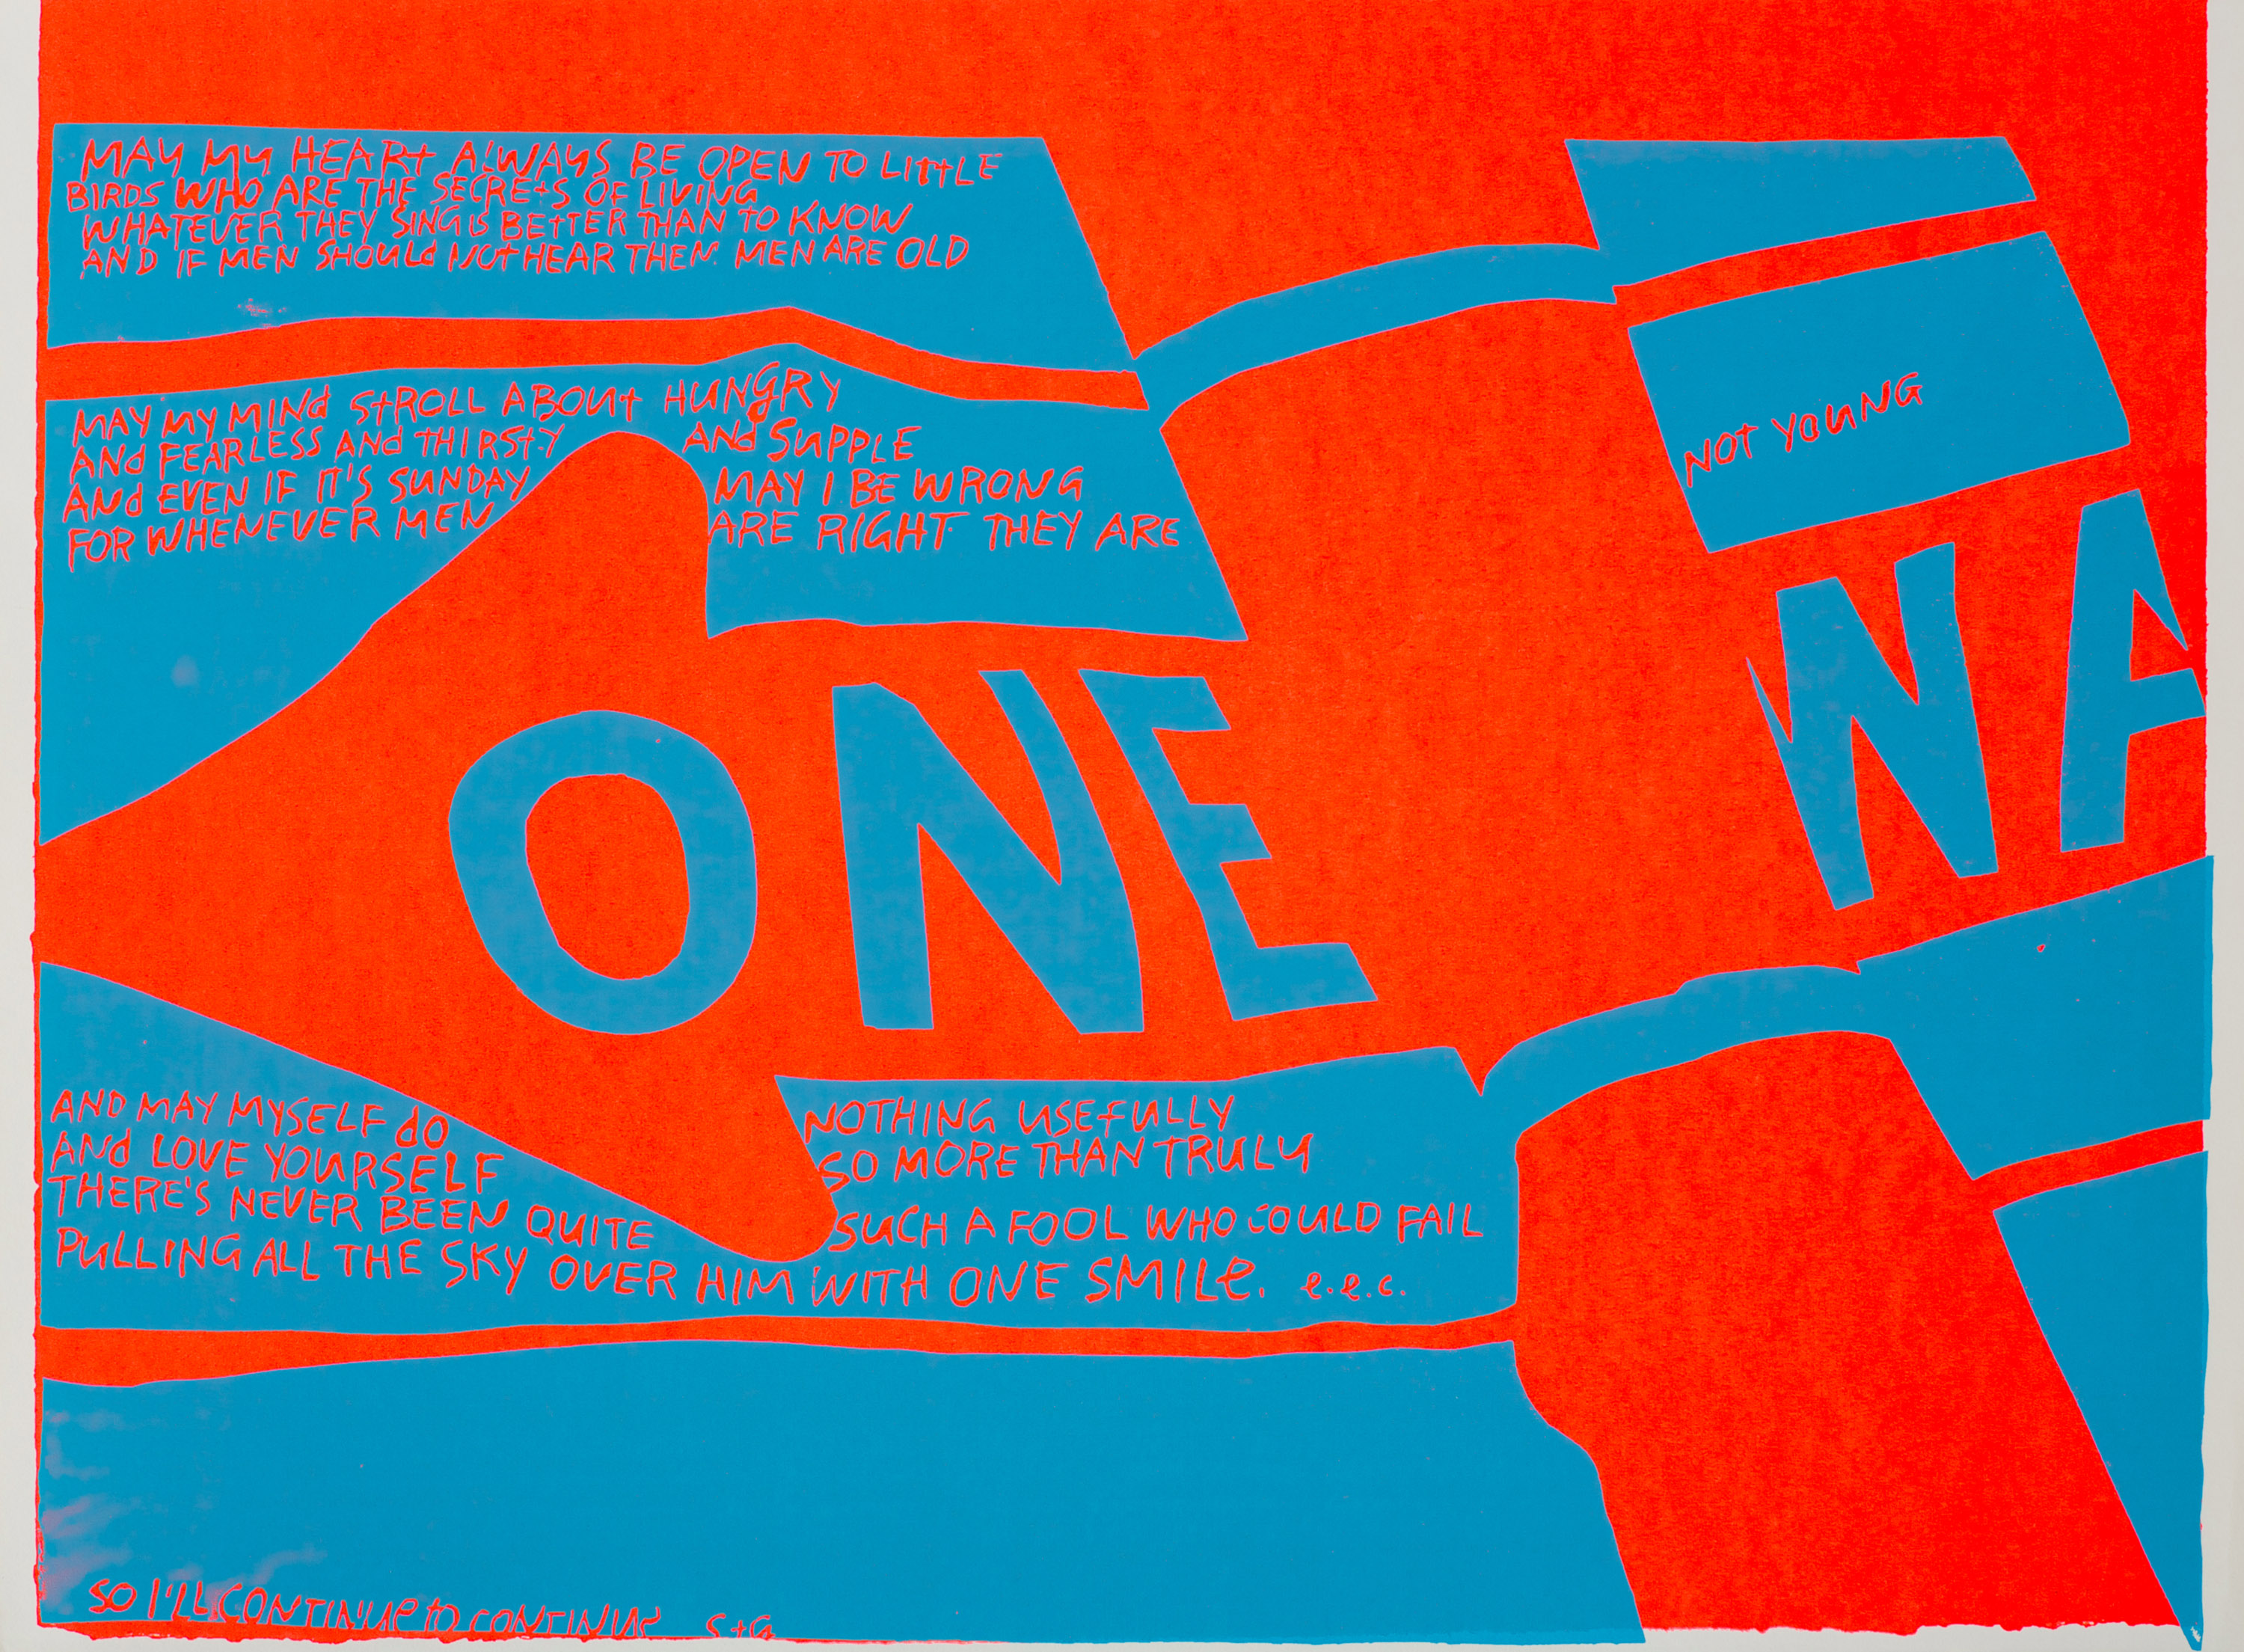 MAY MY HEARt ALWAYS BE OPEN TO LIttLE
BIRDS WHO ARE THE SECREtS OF LIVING
WHATEVER THEY SING IS BEtTER THAN TO KNOW
AND IF MEN SHOULd NOt HEAR THEM MEN ARE OLD
MAY MY MINd StROLL ABOUt HUNGRY
ANd FEARLESS ANd THIRStY ANd SUPPLE
ANd EVEN IF IT'S SUNDAY MAY I BE WRONG
FOR WHENEVER MEN ARE RIGHT THEY ARE
NOt YOUNG
ONE WA
AND MAY MYSELF dO NOTHING USEfULLY
ANd LOVE YOURSELF SO MORE THAN TRULY
THERE'S NEVER BEEN QUITE SUCH A FOOL WHO COULD FAIL
PULLING ALL THE SKY OVER HIM WITH ONE SMILe. e.e.c.
SO I'LL CONTINUe tO CONTINUe S+G